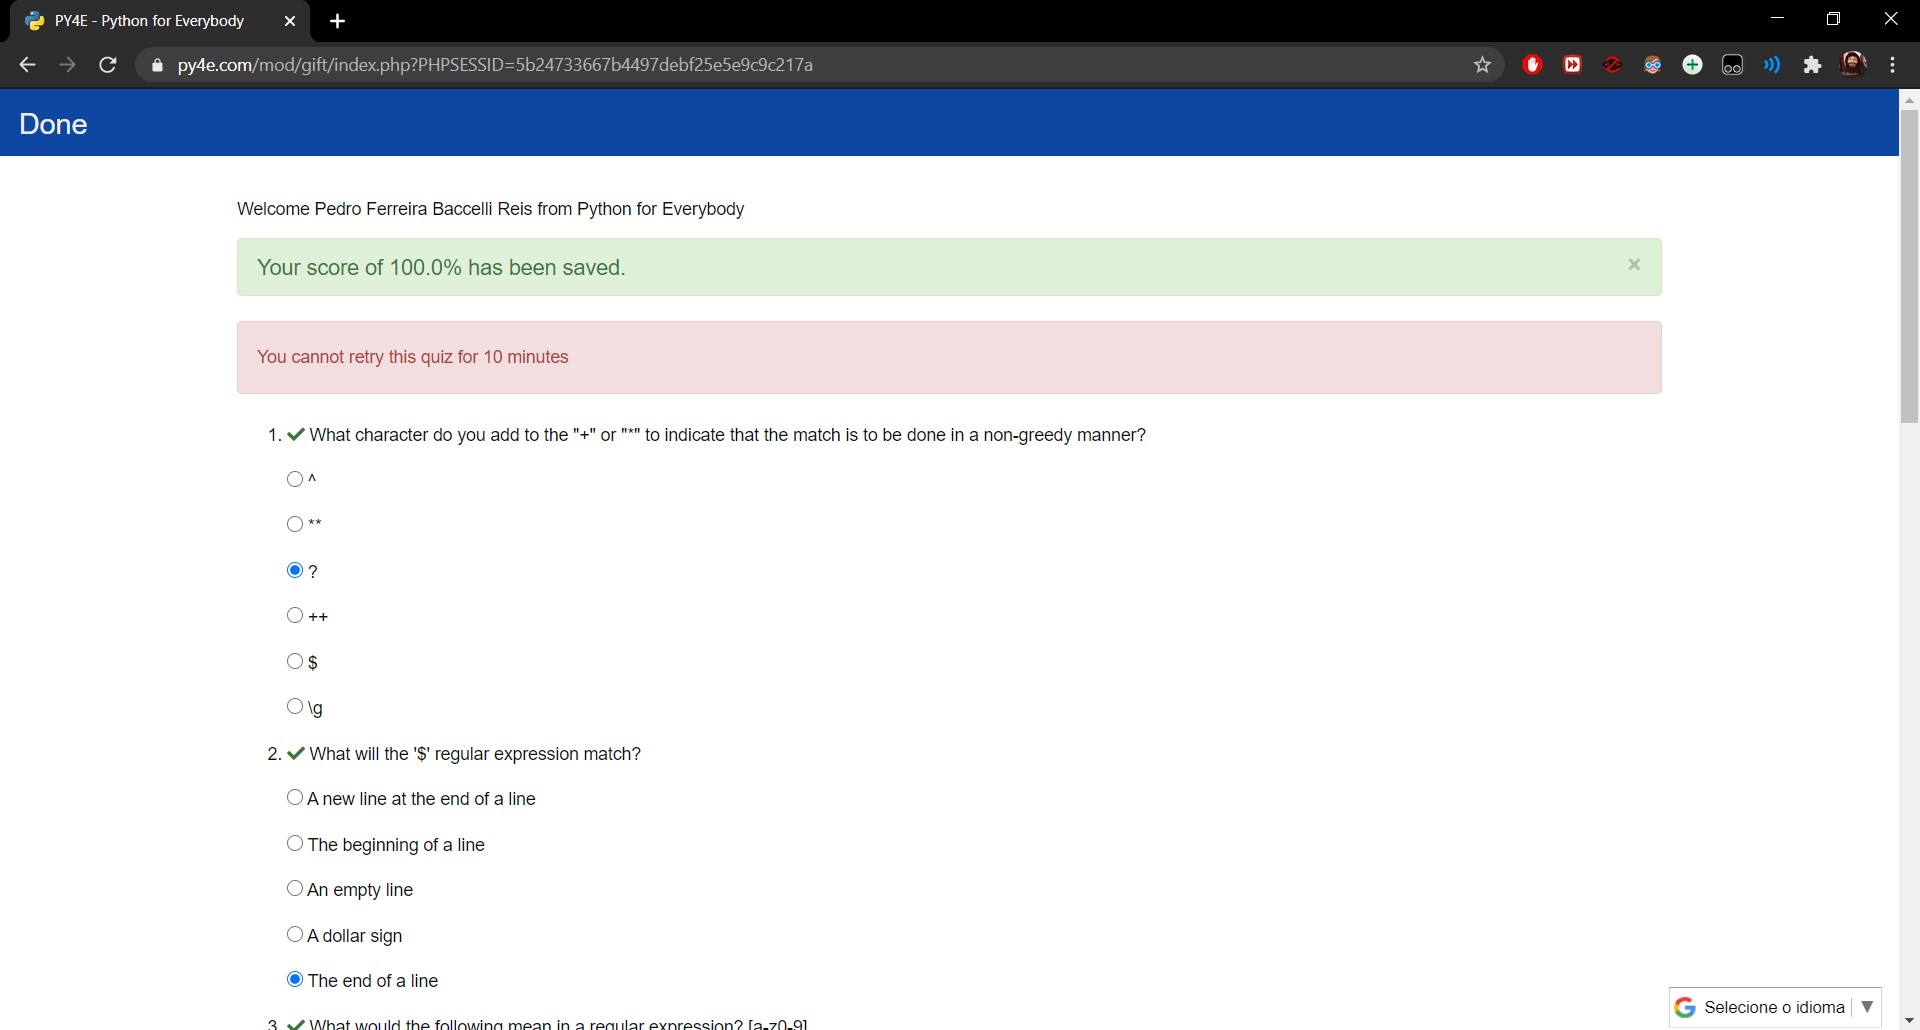 PY4E - Python for Everybody
py4e.com/mod/gift/index.php?PHPSESSID=5b24733667b4497debf25e5e9c9c217a
Done
Welcome Pedro Ferreira Baccelli Reis from Python for Everybody
Your score of 100.0% has been saved.
×
You cannot retry this quiz for 10 minutes
1. What character do you add to the "+" or "*" to indicate that the match is to be done in a non-greedy manner?
^
**
?
++
$
\g
2. What will the '$' regular expression match?
A new line at the end of a line
The beginning of a line
An empty line
A dollar sign
The end of a line
3. What would the following mean in a regular expression? [a-z0-9]
Selecione o idioma